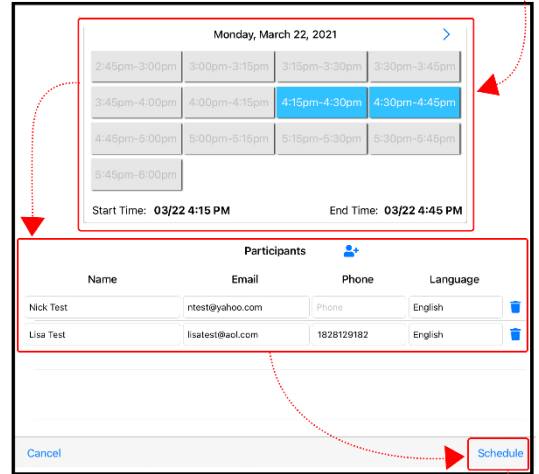 Monday, March 22, 2021
2:45pm-3:00pm 3:00pm-3:15pm 3:15pm-3:30pm 3:30pm-3:45pm
3:45pm-4:00pm 4:00pm-4:15pm 4:15pm-4:30pm 4:30pm-4:45pm
4:45pm-5:00pm 5:00pm-5:15pm 5:15pm-5:30pm 5:30pm-5:45pm
5:45pm-6:00pm
Start Time: 03/22 4:15 PM End Time: 03/22 4:45 PM
Participants
Name Email Phone Language
Nick Test ntest@yahoo.com Phone English
Lisa Test lisatest@aol.com 1828129182 English
Cancel Schedule